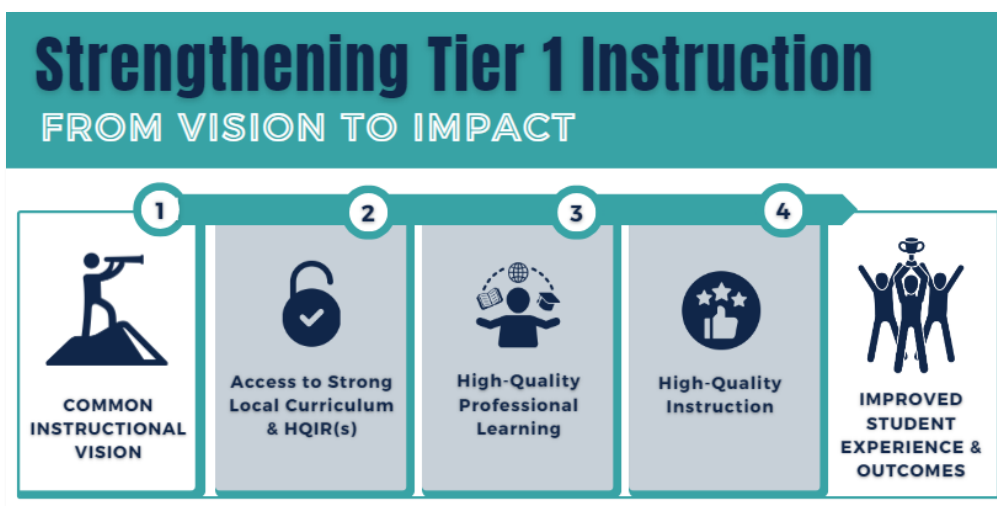 Strengthening Tier 1 Instruction
FROM VISION TO IMPACT
1
2
3
4
COMMON
INSTRUCTIONAL
VISION
Access to Strong
Local Curriculum
& HQIR(s)
High-Quality
Professional
Learning
High-Quality
Instruction
IMPROVED
STUDENT
EXPERIENCE &
OUTCOMES